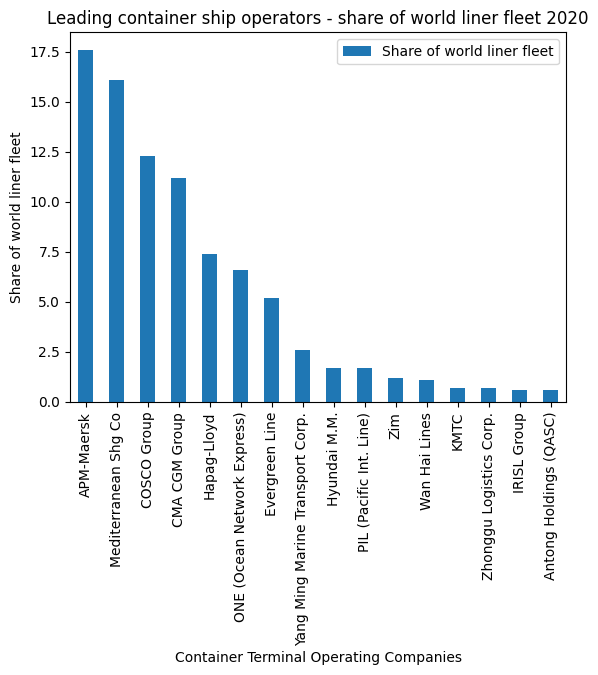 Leading container ship operators - share of world liner fleet 2020
Share of world liner fleet
Share of world liner fleet
17.5
15.0
12.5
10.0
7.5
5.0
2.5
0.0
APM-Maersk
Mediterranean Shg Co
COSCO Group
CMA CGM Group
Hapag-Lloyd
ONE (Ocean Network Express)
Evergreen Line
Yang Ming Marine Transport Corp.
Hyundai M.M.
PIL (Pacific Int. Line)
Zim
Wan Hai Lines
KMTC
Zhonggu Logistics Corp.
IRISL Group
Antong Holdings (QASC)
Container Terminal Operating Companies